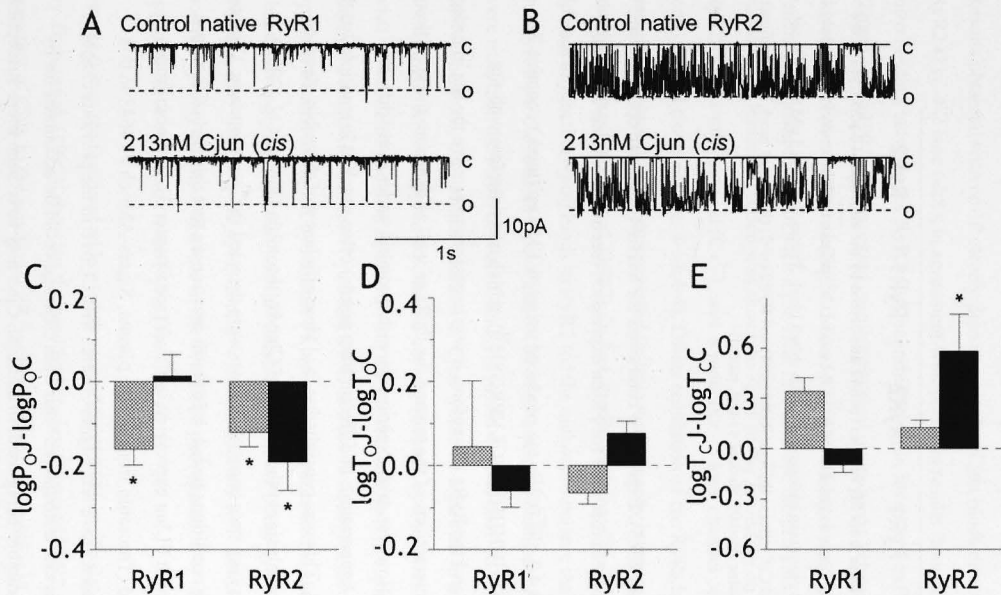 A
Control native RyR1
C
O
213nM Cjun (cis)
C
O
B
Control native RyR2
C
O
213nM Cjun (cis)
C
O
10pA
1s
C
logPOJ-logPOC
0.2
0.0
-0.2
-0.4
*
*
*
RyR1
RyR2
D
logTOJ-logTOC
0.4
0.2
0.0
-0.2
RyR1
RyR2
E
logTCJ-logTCC
0.6
0.3
0.0
-0.3
-0.6
*
RyR1
RyR2